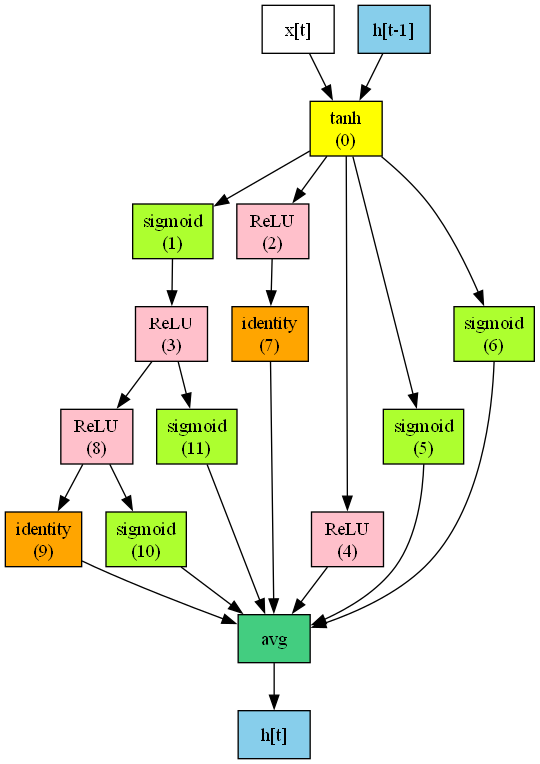 x[t]
h[t-1]
tanh
(0)
sigmoid
(1)
ReLU
(2)
ReLU
(3)
identity
(7)
sigmoid
(6)
ReLU
(8)
sigmoid
(11)
sigmoid
(5)
identity
(9)
sigmoid
(10)
ReLU
(4)
avg
h[t]